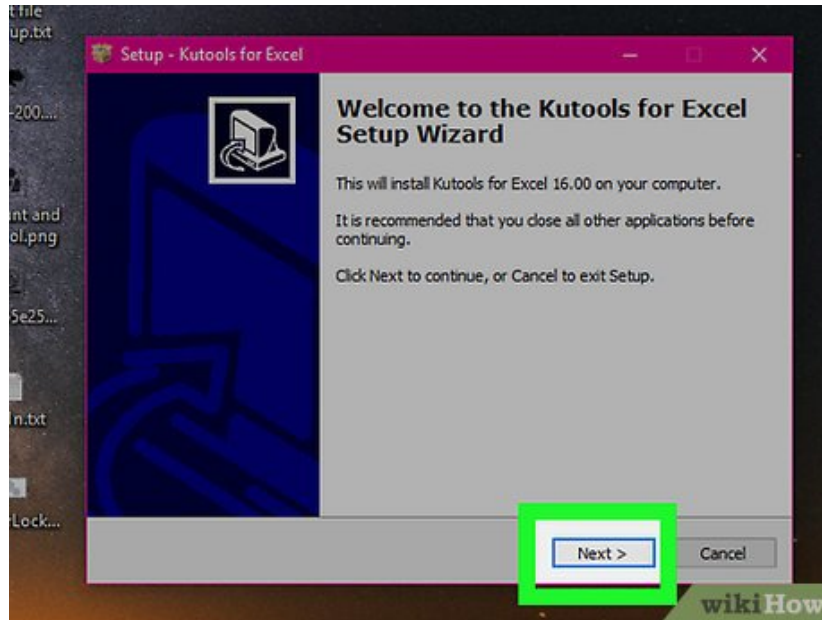 t file
up.txt
Setup - Kutools for Excel
-200....
Welcome to the Kutools for Excel
Setup Wizard
This will install Kutools for Excel 16.00 on your computer.
It is recommended that you close all other applications before
continuing.
Click Next to continue, or Cancel to exit Setup.
int and
ol.png
5e25...
In.txt
Lock...
Next >
Cancel
wikiHow